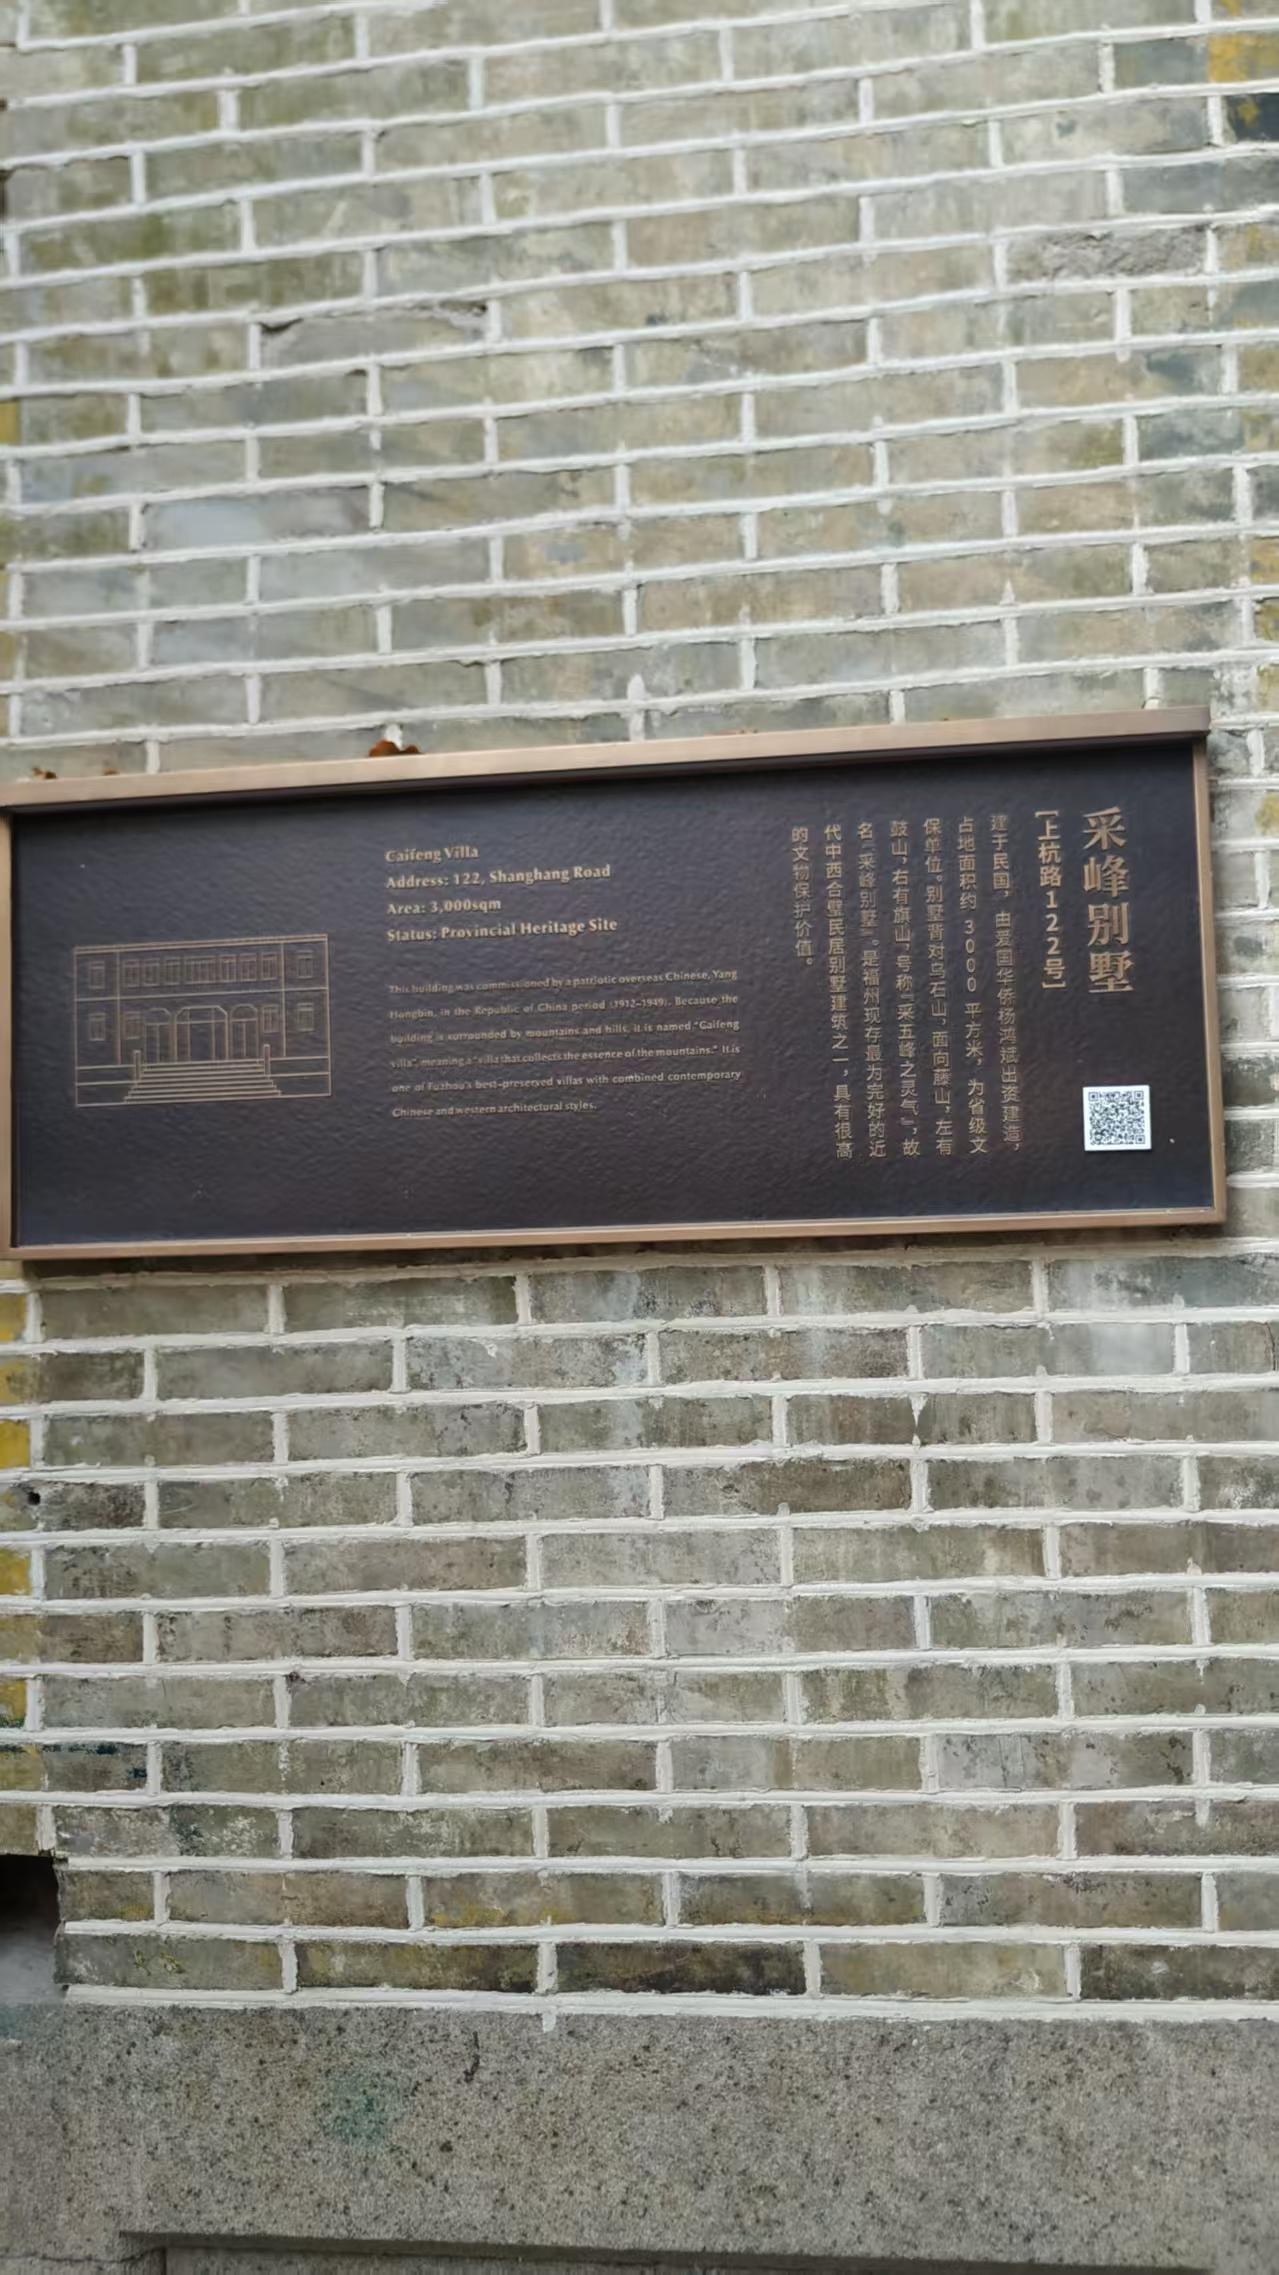 采峰别墅
[上杭路122号]
建于民国，由爱国华侨杨鸿斌出资建造，
占地面积约3000平方米，为省级文
保单位。别墅背对乌石山，面向藤山，左有
鼓山，右有旗山，号称“采五峰之灵气”，故
名“采峰别墅”。是福州现存最为完好的近
代中西合璧民居别墅建筑之一，具有很高
的文物保护价值。
Caifeng Villa
Address: 122, Shanghang Road
Area: 3,000sqm
Status: Provincial Heritage Site
This building was commissioned by a patriotic overseas Chinese, Yang
Hongbin, in the Republic of China period (1912-1949). Because the
building is surrounded by mountains and hills, it is named "Caifeng
villa", meaning a "villa that collects the essence of the mountains." It is
one of Fuzhou's best-preserved villas with combined contemporary
Chinese and western architectural styles.